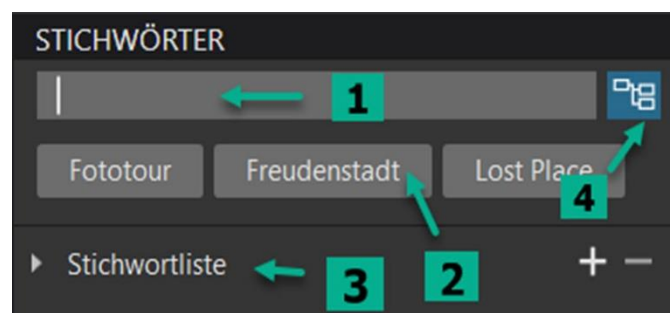 STICHWÖRTER
1
Fototour Freudenstadt Lost Place
4
Stichwortliste
3 2